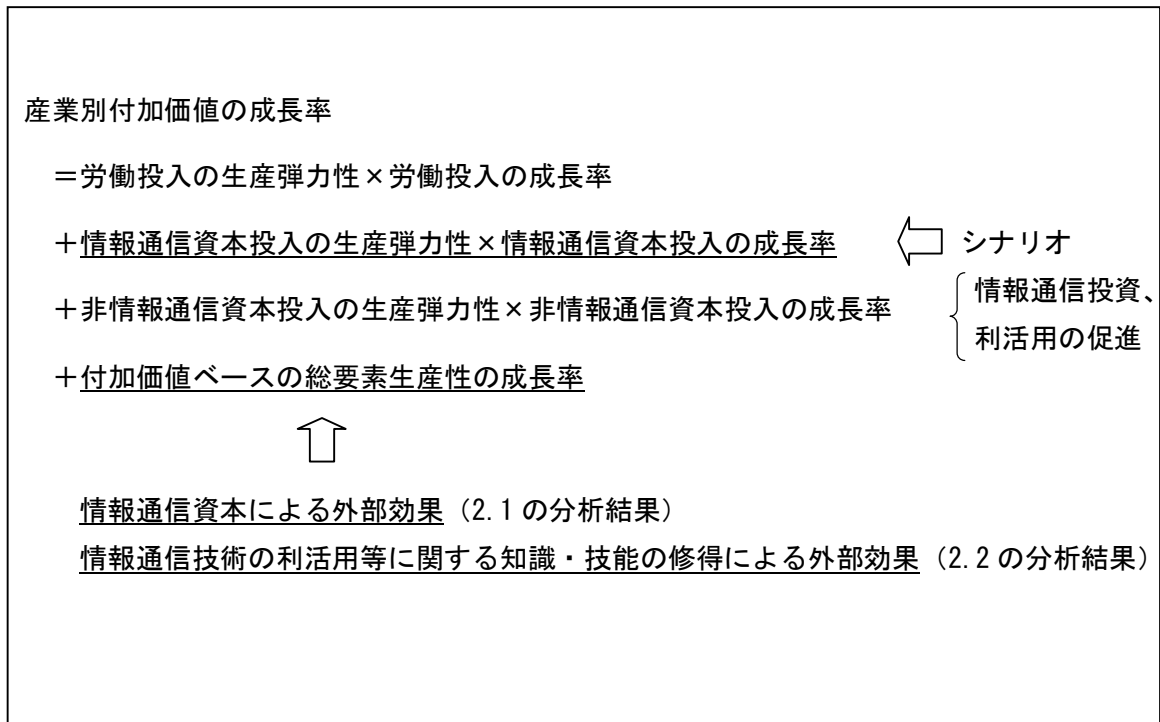 産業別付加価値の成長率
＝労働投入の生産弾力性×労働投入の成長率
＋情報通信資本投入の生産弾力性×情報通信資本投入の成長率
シナリオ
＋非情報通信資本投入の生産弾力性×非情報通信資本投入の成長率
情報通信投資、
利活用の促進
＋付加価値ベースの総要素生産性の成長率
情報通信資本による外部効果（2.1の分析結果）
情報通信技術の利活用等に関する知識・技能の修得による外部効果（2.2の分析結果）